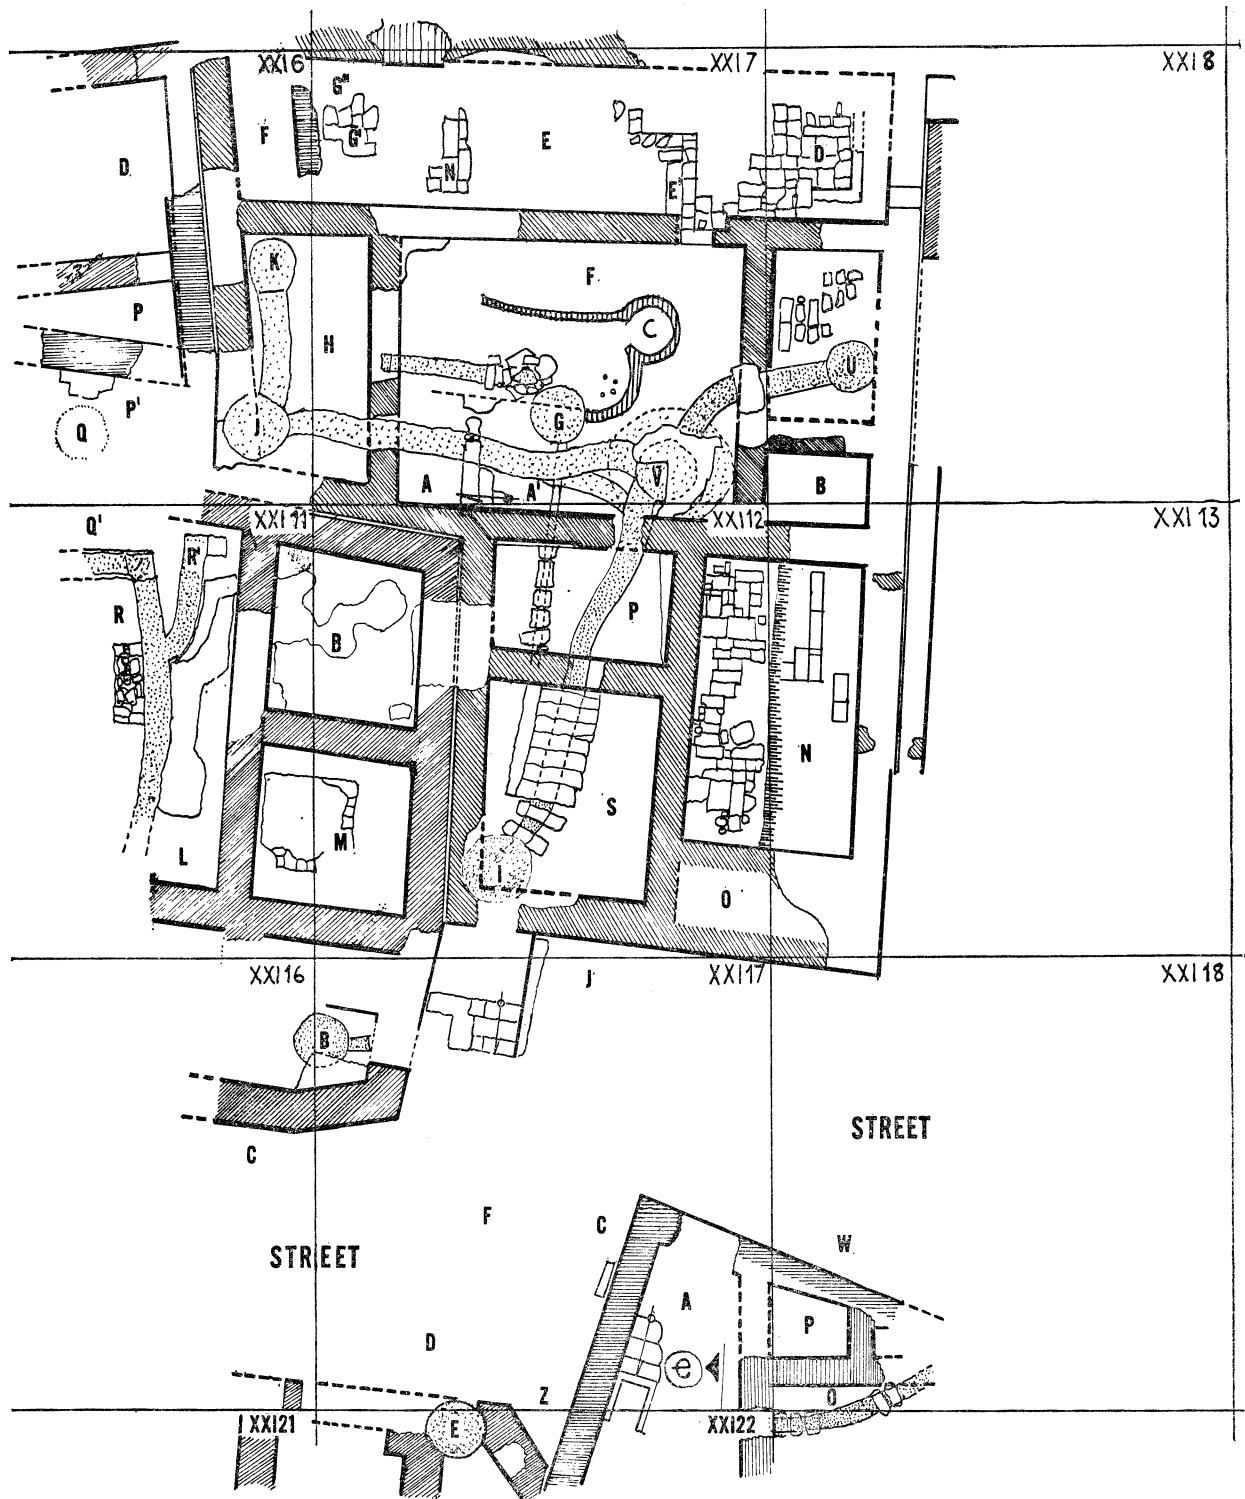 XXI6
XXI7
XXI8
G"
F
G'
N
E
E'
D
D
K
F
P
H
C
U
P'
Q
J
G
V
A
A'
B
Q'
XXI11
XXI12
XXI13
R'
R
B
P
N
S
M
L
I
O
XXI16
XXI17
XXI18
J
B
C
STREET
F
C
STREET
W
A
P
D
e
Z
O
XXI21
E
XXI22